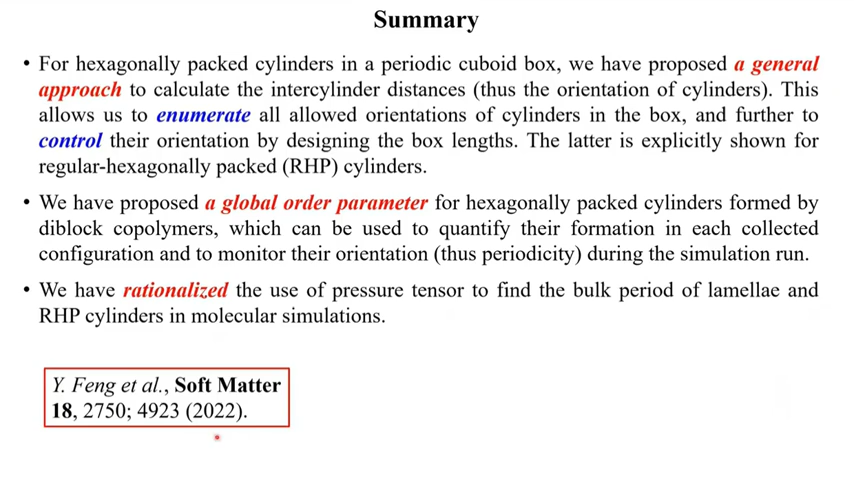 Summary
• For hexagonally packed cylinders in a periodic cuboid box, we have proposed a general
approach to calculate the intercylinder distances (thus the orientation of cylinders). This
allows us to enumerate all allowed orientations of cylinders in the box, and further to
control their orientation by designing the box lengths. The latter is explicitly shown for
regular-hexagonally packed (RHP) cylinders.
• We have proposed a global order parameter for hexagonally packed cylinders formed by
diblock copolymers, which can be used to quantify their formation in each collected
configuration and to monitor their orientation (thus periodicity) during the simulation run.
• We have rationalized the use of pressure tensor to find the bulk period of lamellae and
RHP cylinders in molecular simulations.
Y. Feng et al., Soft Matter
18, 2750; 4923 (2022).